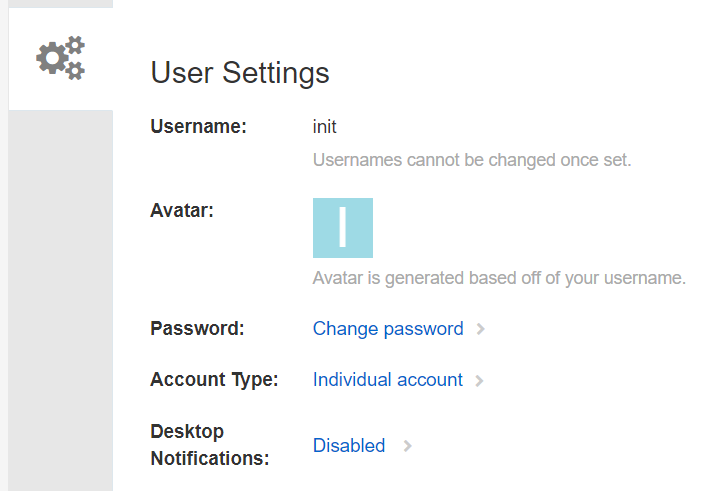 User Settings
Username: init
Usernames cannot be changed once set.
Avatar: I
Avatar is generated based off of your username.
Password: Change password
Account Type: Individual account
Desktop
Notifications: Disabled